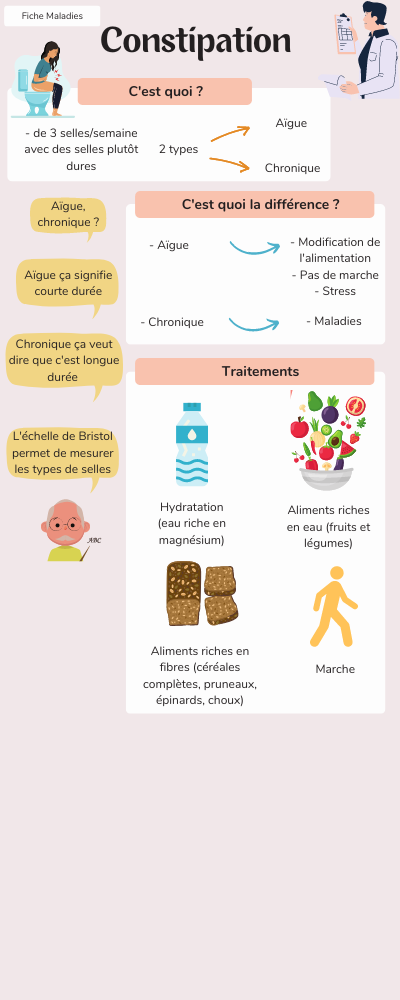 Fiche Maladies
Constipation
C'est quoi ?
- de 3 selles/semaine
avec des selles plutôt
dures
2 types
Aïgue
Chronique
Aïgue,
chronique ?
Aïgue ça signifie
courte durée
Chronique ça veut
dire que c'est longue
durée
L'échelle de Bristol
permet de mesurer
les types de selles
ABC
C'est quoi la différence ?
- Aïgue
- Modification de
l'alimentation
- Pas de marche
- Stress
- Chronique
- Maladies
Traitements
Hydratation
(eau riche en
magnésium)
Aliments riches
en eau (fruits et
légumes)
Aliments riches en
fibres (céréales
complètes, pruneaux,
épinards, choux)
Marche